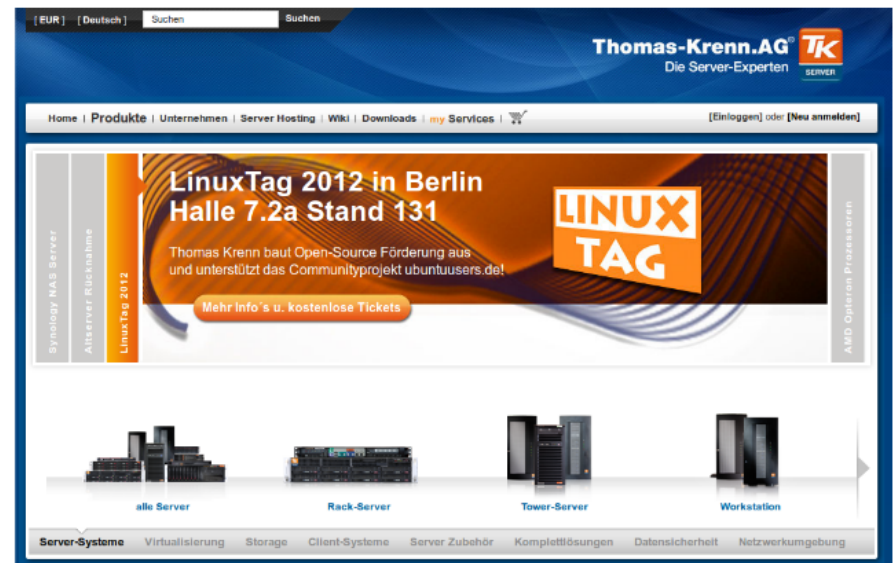 [EUR] [Deutsch] Suchen Suchen
Thomas-Krenn.AG®
Die Server-Experten
TK
SERVER
Home | Produkte | Unternehmen | Server Hosting | Wiki | Downloads | my Services |
[Einloggen] oder [Neu anmelden]
Synology NAS Server
Altserver Rücknahme
LinuxTag 2012
LinuxTag 2012 in Berlin
Halle 7.2a Stand 131
Thomas Krenn baut Open-Source Förderung aus
und unterstützt das Communityprojekt ubuntuusers.de!
Mehr Info´s u. kostenlose Tickets
LINUX
TAG
AMD Opteron Prozessoren
alle Server Rack-Server Tower-Server Workstation
Server-Systeme Virtualisierung Storage Client-Systeme Server Zubehör Komplettlösungen Datensicherheit Netzwerkumgebung